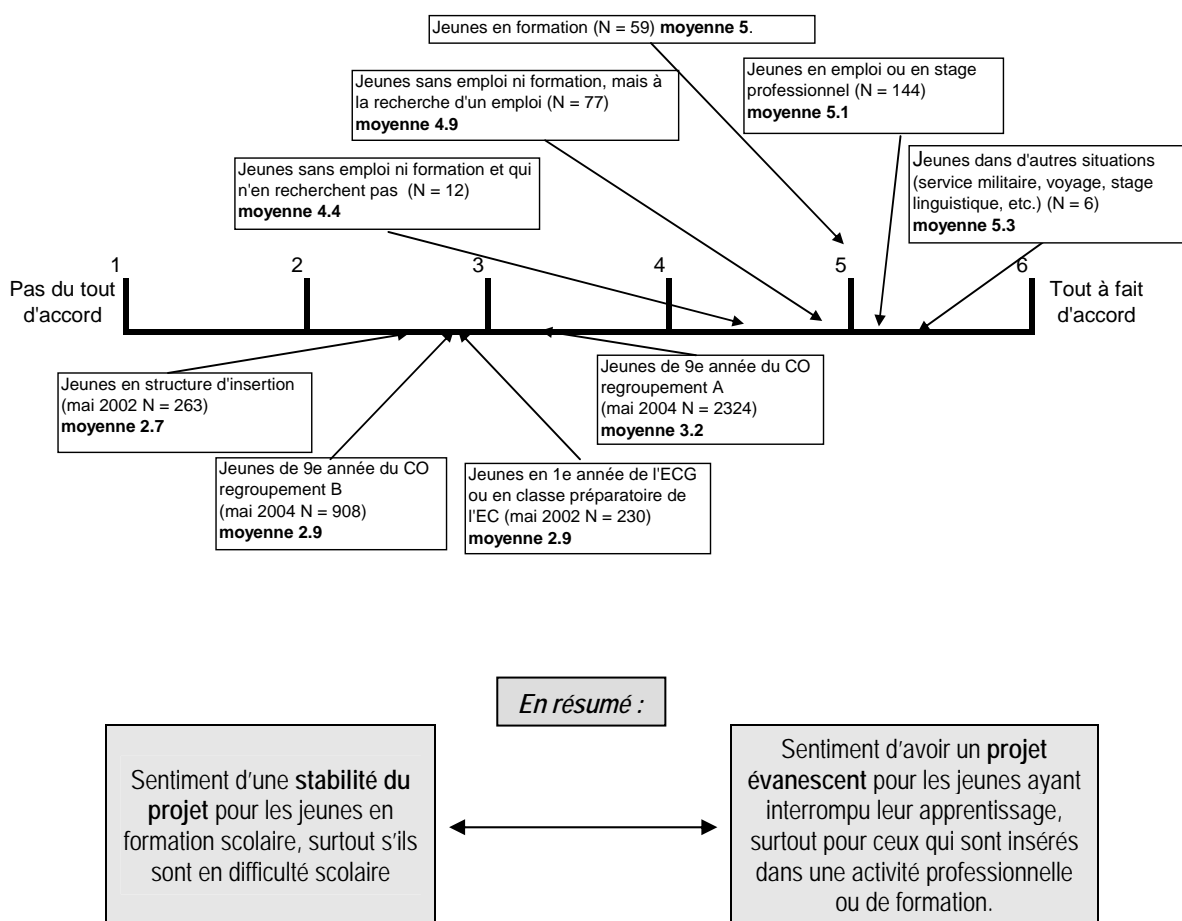 Jeunes en formation (N = 59) moyenne 5.
Jeunes sans emploi ni formation, mais à
la recherche d'un emploi (N = 77)
moyenne 4.9
Jeunes en emploi ou en stage
professionnel (N = 144)
moyenne 5.1
Jeunes sans emploi ni formation et qui
n'en recherchent pas (N = 12)
moyenne 4.4
Jeunes dans d'autres situations
(service militaire, voyage, stage
linguistique, etc.) (N = 6)
moyenne 5.3
1
2
3
4
5
6
Pas du tout
d'accord
Tout à fait
d'accord
Jeunes en structure d'insertion
(mai 2002 N = 263)
moyenne 2.7
Jeunes de 9e année du CO
regroupement A
(mai 2004 N = 2324)
moyenne 3.2
Jeunes de 9e année du CO
regroupement B
(mai 2004 N = 908)
moyenne 2.9
Jeunes en 1e année de l'ECG
ou en classe préparatoire de
l'EC (mai 2002 N = 230)
moyenne 2.9
En résumé :
Sentiment d'une stabilité du
projet pour les jeunes en
formation scolaire, surtout s'ils
sont en difficulté scolaire
Sentiment d'avoir un projet
évanescent pour les jeunes ayant
interrompu leur apprentissage,
surtout pour ceux qui sont insérés
dans une activité professionnelle
ou de formation.